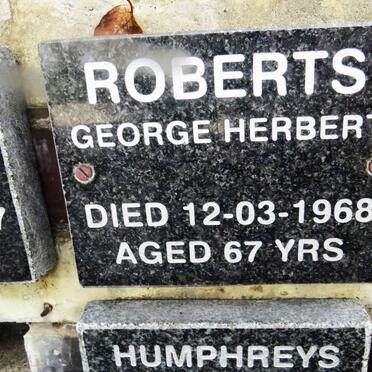 ROBERTS
GEORGE HERBERT
DIED 12-03-1968
AGED 67 YRS
HUMPHREYS